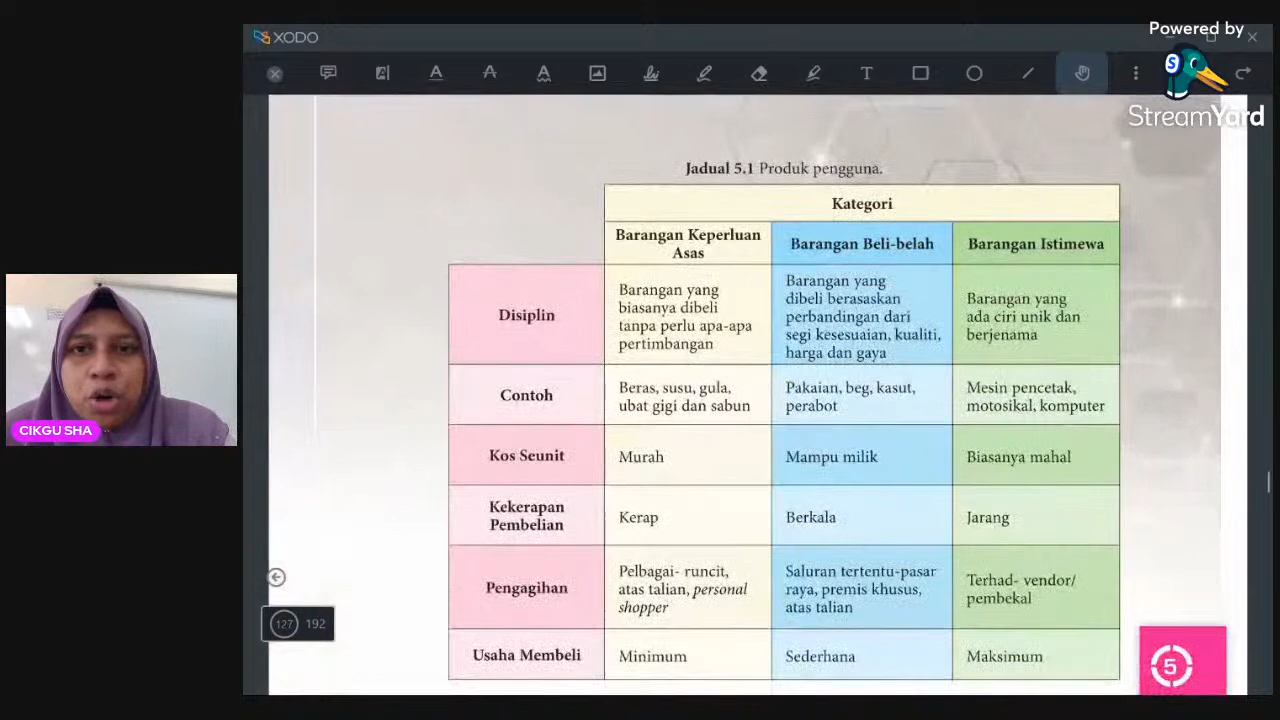 XODO
Powered by
StreamYard
Jadual 5.1 Produk pengguna.
Kategori
Barangan Keperluan
Asas
Barangan Beli-belah
Barangan Istimewa
Disiplin
Barangan yang
biasanya dibeli
tanpa perlu apa-apa
pertimbangan
Barangan yang
dibeli berasaskan
perbandingan dari
segi kesesuaian, kualiti,
harga dan gaya
Barangan yang
ada ciri unik dan
berjenama
Contoh
Beras, susu, gula,
ubat gigi dan sabun
Pakaian, beg, kasut,
perabot
Mesin pencetak,
motosikal, komputer
Kos Seunit
Murah
Mampu milik
Biasanya mahal
Kekerapan
Pembelian
Kerap
Berkala
Jarang
Pengagihan
Pelbagai- runcit,
atas talian, personal
shopper
Saluran tertentu-pasar
raya, premis khusus,
atas talian
Terhad- vendor/
pembekal
Usaha Membeli
Minimum
Sederhana
Maksimum
CIKGU SHA
127 192
5